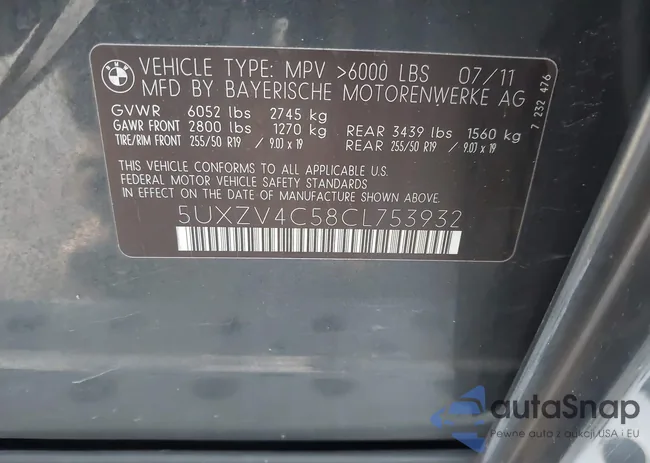 VEHICLE TYPE: MPV >6000 LBS 07/11
MFD BY BAYERISCHE MOTORENWERKE AG
GVWR 6052 lbs 2745 kg
GAWR FRONT 2800 lbs 1270 kg REAR 3439 lbs 1560 kg
TIRE/RIM FRONT 255/50 R19 / 9.0J x 19 REAR 255/50 R19 / 9.0J x 19
THIS VEHICLE CONFORMS TO ALL APPLICABLE U.S.
FEDERAL MOTOR VEHICLE SAFETY STANDARDS
IN EFFECT ON THE DATE OF MANUFACTURE SHOWN ABOVE.
5UXZV4C58CL753932
7 232 476
BMW
autaSnap
Pewne auto z aukcji USA i EU